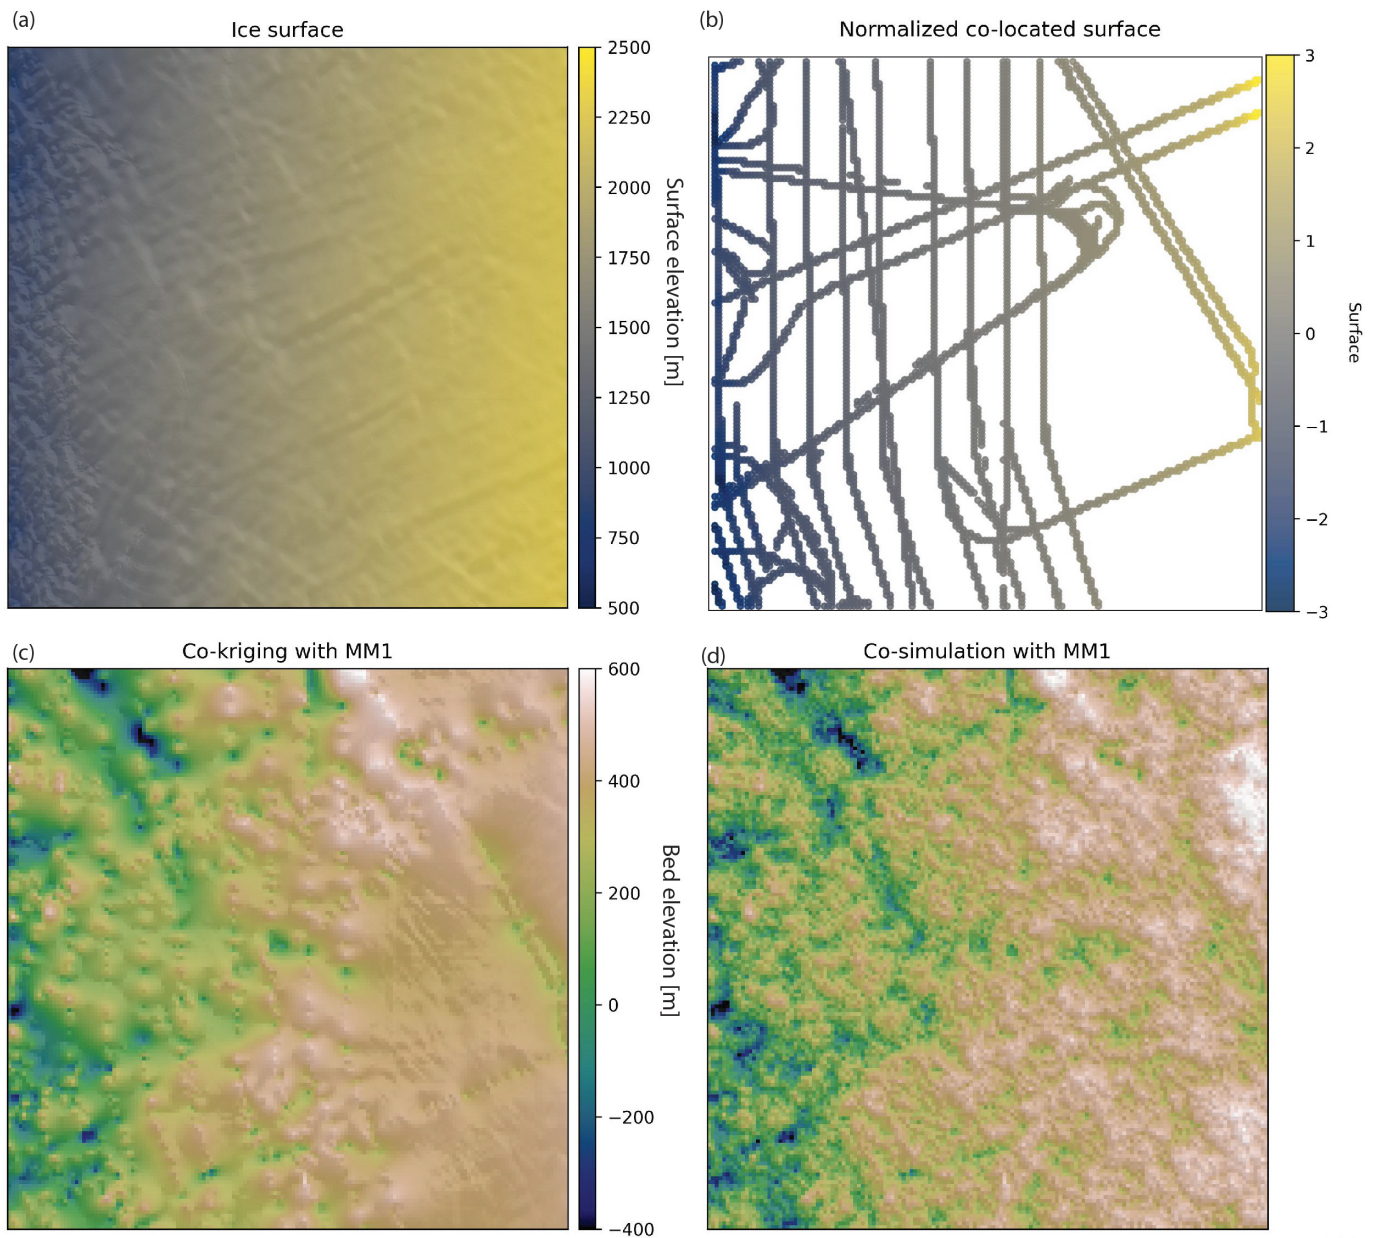 (a)
Ice surface
2500
2250
2000
1750
1500
1250
1000
750
500
Surface elevation [m]
(b)
Normalized co-located surface
3
2
1
0
−1
−2
−3
Surface
(c)
Co-kriging with MM1
600
400
200
0
−200
−400
Bed elevation [m]
(d)
Co-simulation with MM1